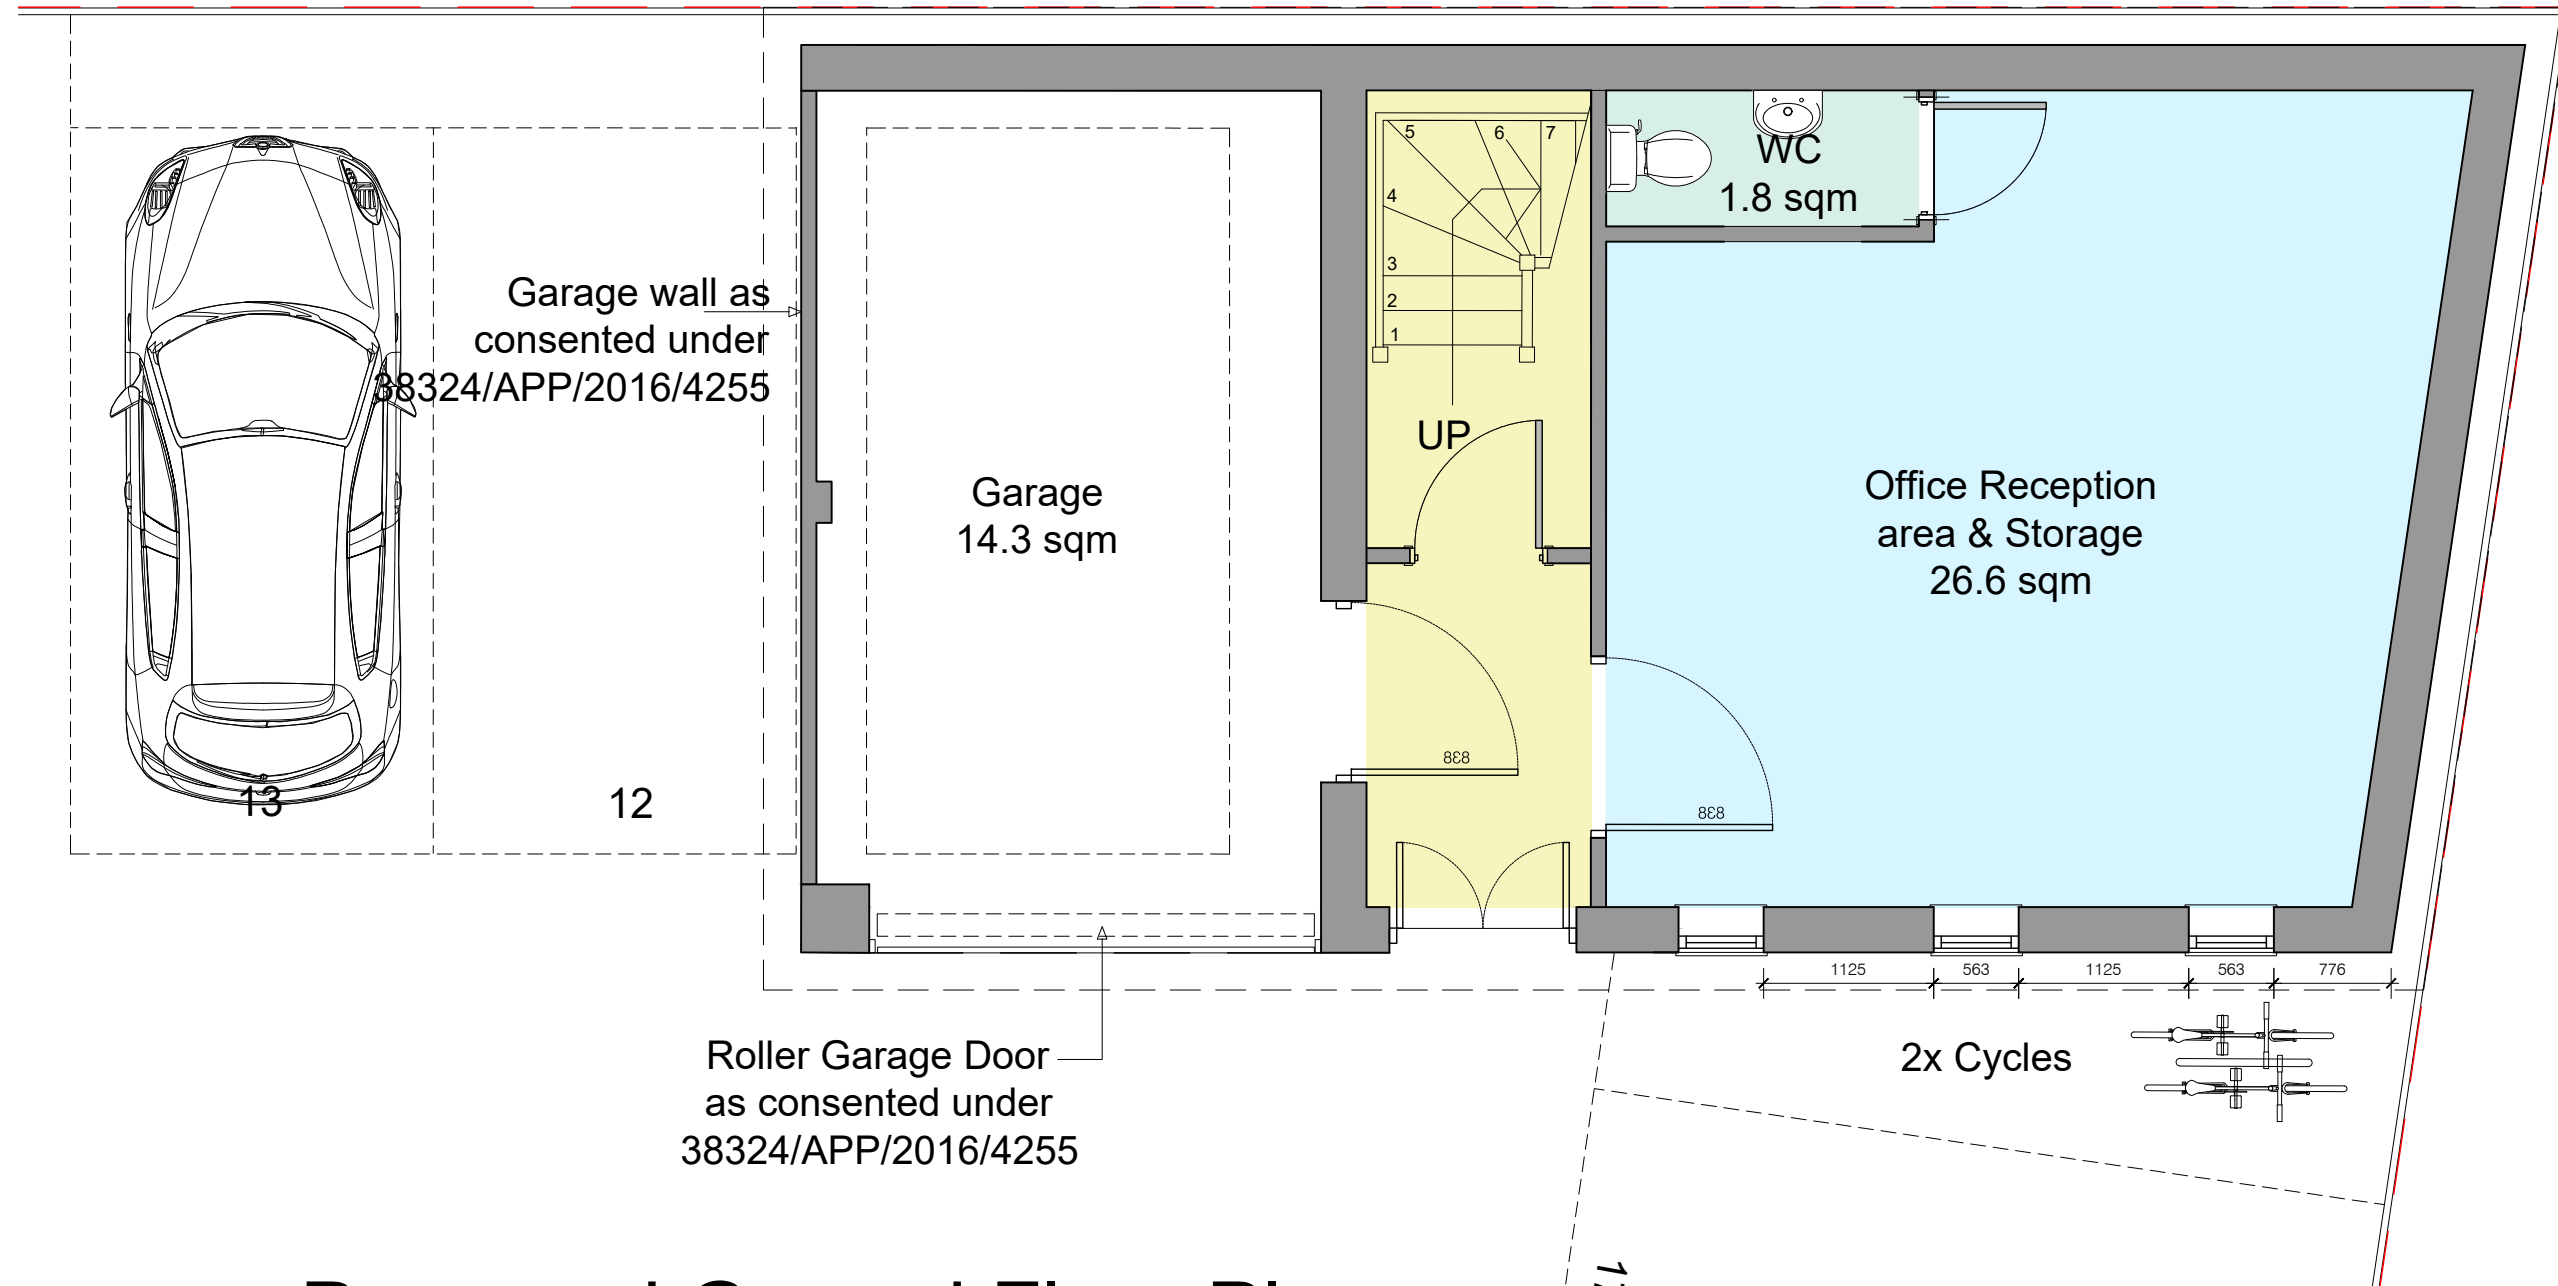 5 6 7
4
3
2
1
WC
1.8 sqm
Garage wall as
consented under
38324/APP/2016/4255
UP
Garage
14.3 sqm
Office Reception
area & Storage
26.6 sqm
838
838
13
12
1125 563 1125 563 776
Roller Garage Door
as consented under
38324/APP/2016/4255
2x Cycles